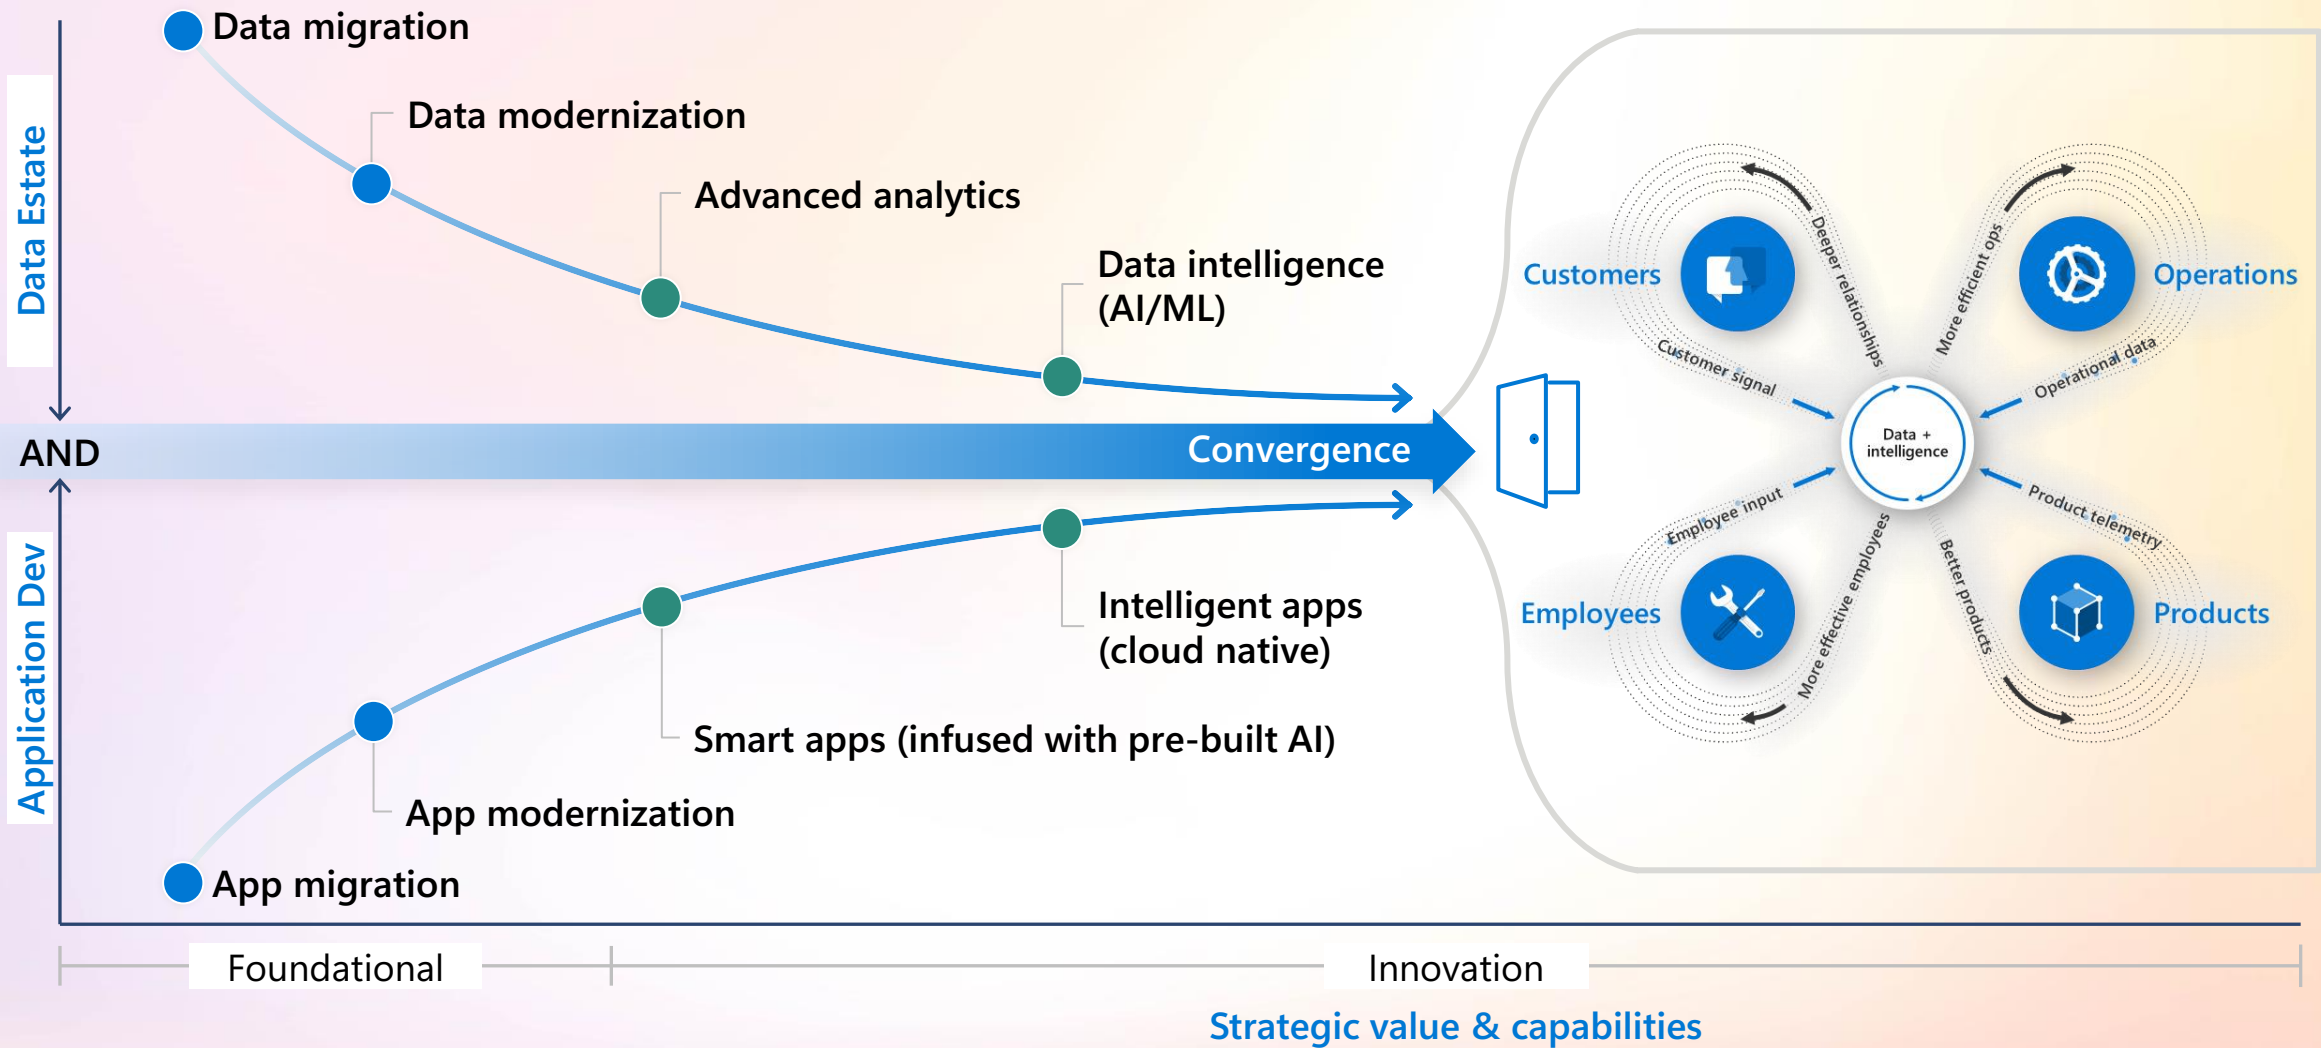 Data Estate
AND
Application Dev
Data migration
Data modernization
Advanced analytics
Data intelligence
(AI/ML)
Convergence
Intelligent apps
(cloud native)
Smart apps (infused with pre-built AI)
App modernization
App migration
Customers
Deeper relationships
Customer signal
More efficient ops
Operations
Operational data
Data +
intelligence
Employee input
Employees
More effective employees
Product telemetry
Better products
Products
Foundational
Innovation
Strategic value & capabilities